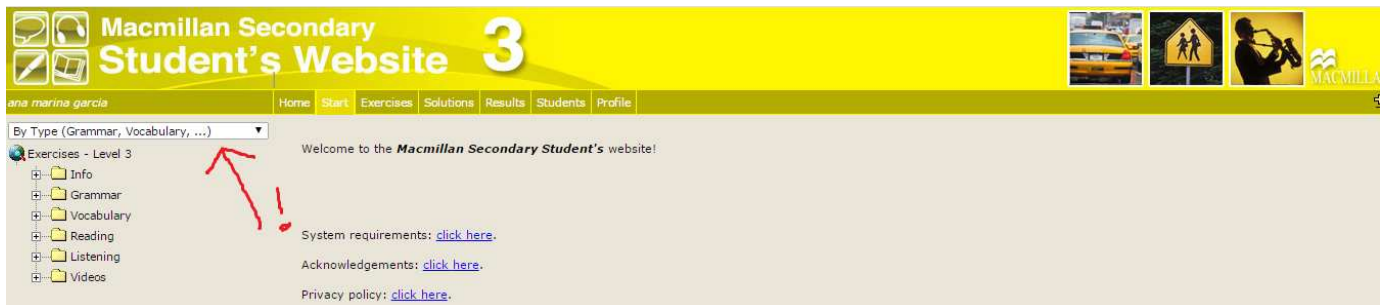 Macmillan Secondary
Student's Website 3
MACMILLA
ana marina garcia
Home Start Exercises Solutions Results Students Profile
By Type (Grammar, Vocabulary, ...)
Exercises - Level 3
Info
Grammar
Vocabulary
Reading
Listening
Videos
Welcome to the Macmillan Secondary Student's website!
System requirements: click here.
Acknowledgements: click here.
Privacy policy: click here.
!